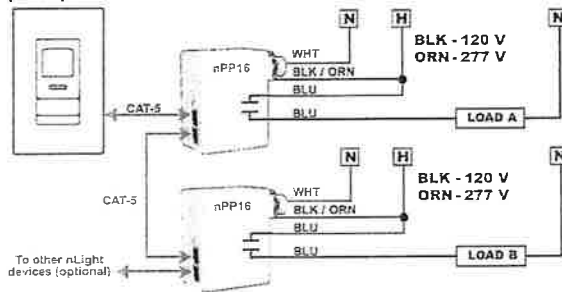 N H N
WHT
BLK - 120 V
ORN - 277 V
nPP16
BLK / ORN
BLU
CAT-5
BLU
LOAD A
N H N
WHT
BLK - 120 V
ORN - 277 V
CAT-5
nPP16
BLK / ORN
BLU
BLU
LOAD B
To other nLight
devices (optional)